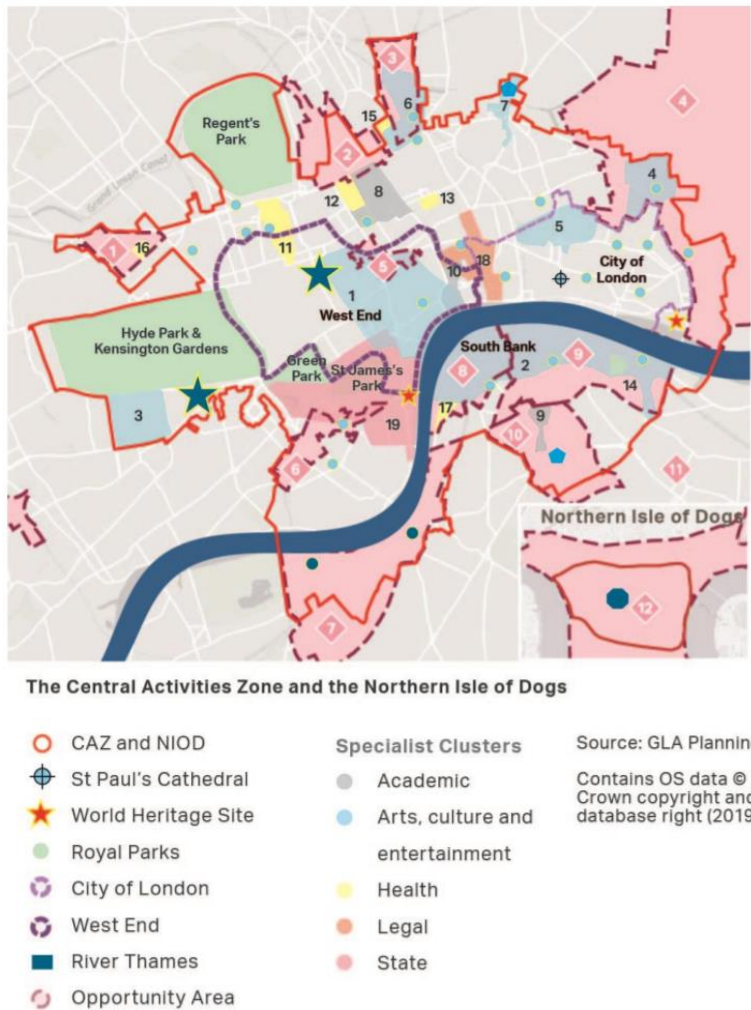 3
4
6
7
15
Regent's
Park
2
4
Grand Union Canal
12
8
13
1
16
11
5
5
City of
London
10
18
1
West End
Hyde Park &
Kensington Gardens
South Bank
Green
Park
St James's
Park
8
2
9
14
3
17
9
19
10
6
11
7
Northern Isle of Dogs
12
The Central Activities Zone and the Northern Isle of Dogs
CAZ and NIOD
St Paul's Cathedral
World Heritage Site
Royal Parks
City of London
West End
River Thames
Opportunity Area
Specialist Clusters
Academic
Arts, culture and
entertainment
Health
Legal
State
Source: GLA Plannin
Contains OS data ©
Crown copyright and
database right (2019